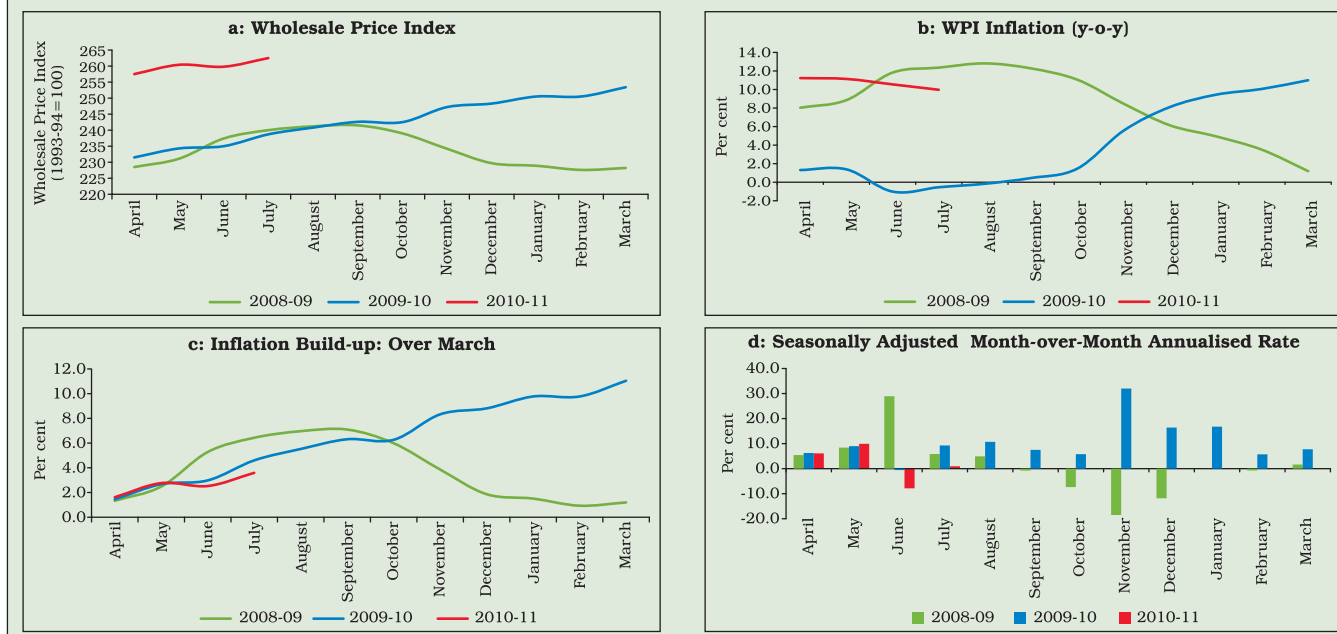 a: Wholesale Price Index
Wholesale Price Index
(1993-94=100)
265
260
255
250
245
240
235
230
225
220
April
May
June
July
August
September
October
November
December
January
February
March
2008-09 2009-10 2010-11
b: WPI Inflation (y-o-y)
Per cent
14.0
12.0
10.0
8.0
6.0
4.0
2.0
0.0
-2.0
April
May
June
July
August
September
October
November
December
January
February
March
2008-09 2009-10 2010-11
c: Inflation Build-up: Over March
Per cent
12.0
10.0
8.0
6.0
4.0
2.0
0.0
April
May
June
July
August
September
October
November
December
January
February
March
2008-09 2009-10 2010-11
d: Seasonally Adjusted Month-over-Month Annualised Rate
Per cent
40.0
30.0
20.0
10.0
0.0
-10.0
-20.0
April
May
June
July
August
September
October
November
December
January
February
March
2008-09 2009-10 2010-11